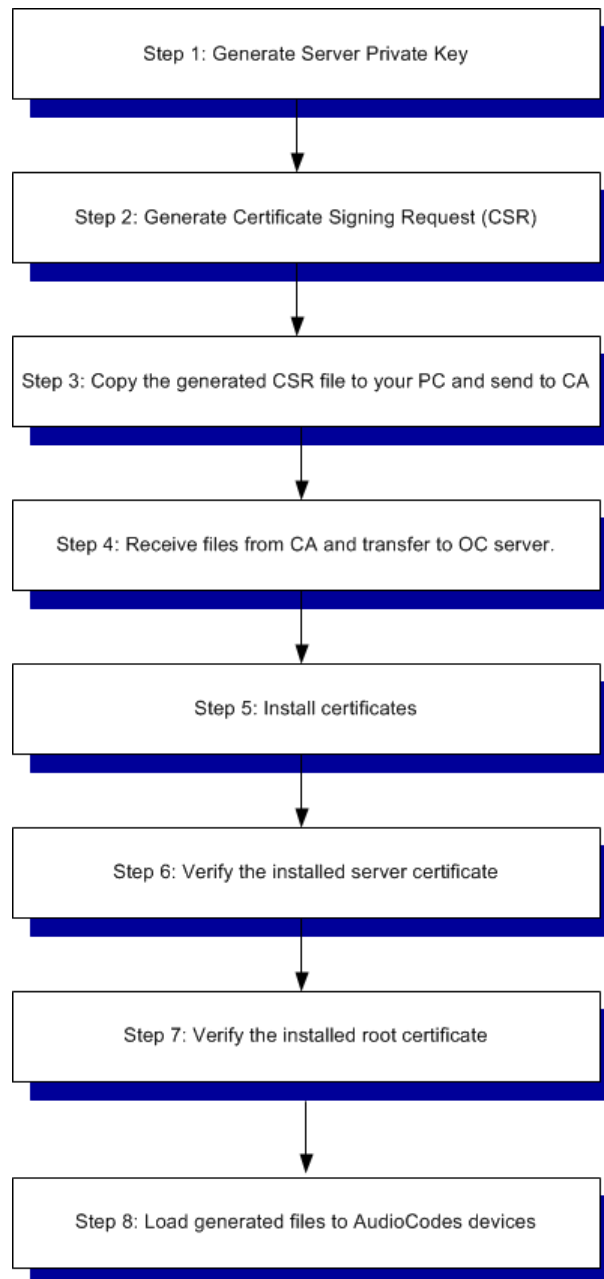 Step 1: Generate Server Private Key
Step 2: Generate Certificate Signing Request (CSR)
Step 3: Copy the generated CSR file to your PC and send to CA
Step 4: Receive files from CA and transfer to OC server.
Step 5: Install certificates
Step 6: Verify the installed server certificate
Step 7: Verify the installed root certificate
Step 8: Load generated files to AudioCodes devices